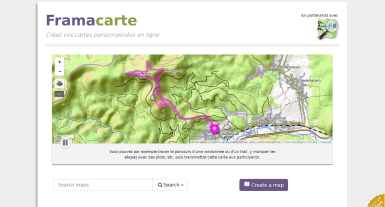 Framacarte
En partenariat avec
Créez vos cartes personnalisées en ligne
+
-
Vous pouvez par exemple tracer le parcours d'une randonnée ou d'un trail, y marquer les
étapes avec des plots, etc. puis transmettre cette carte aux participants.
Search maps
Search
Create a map